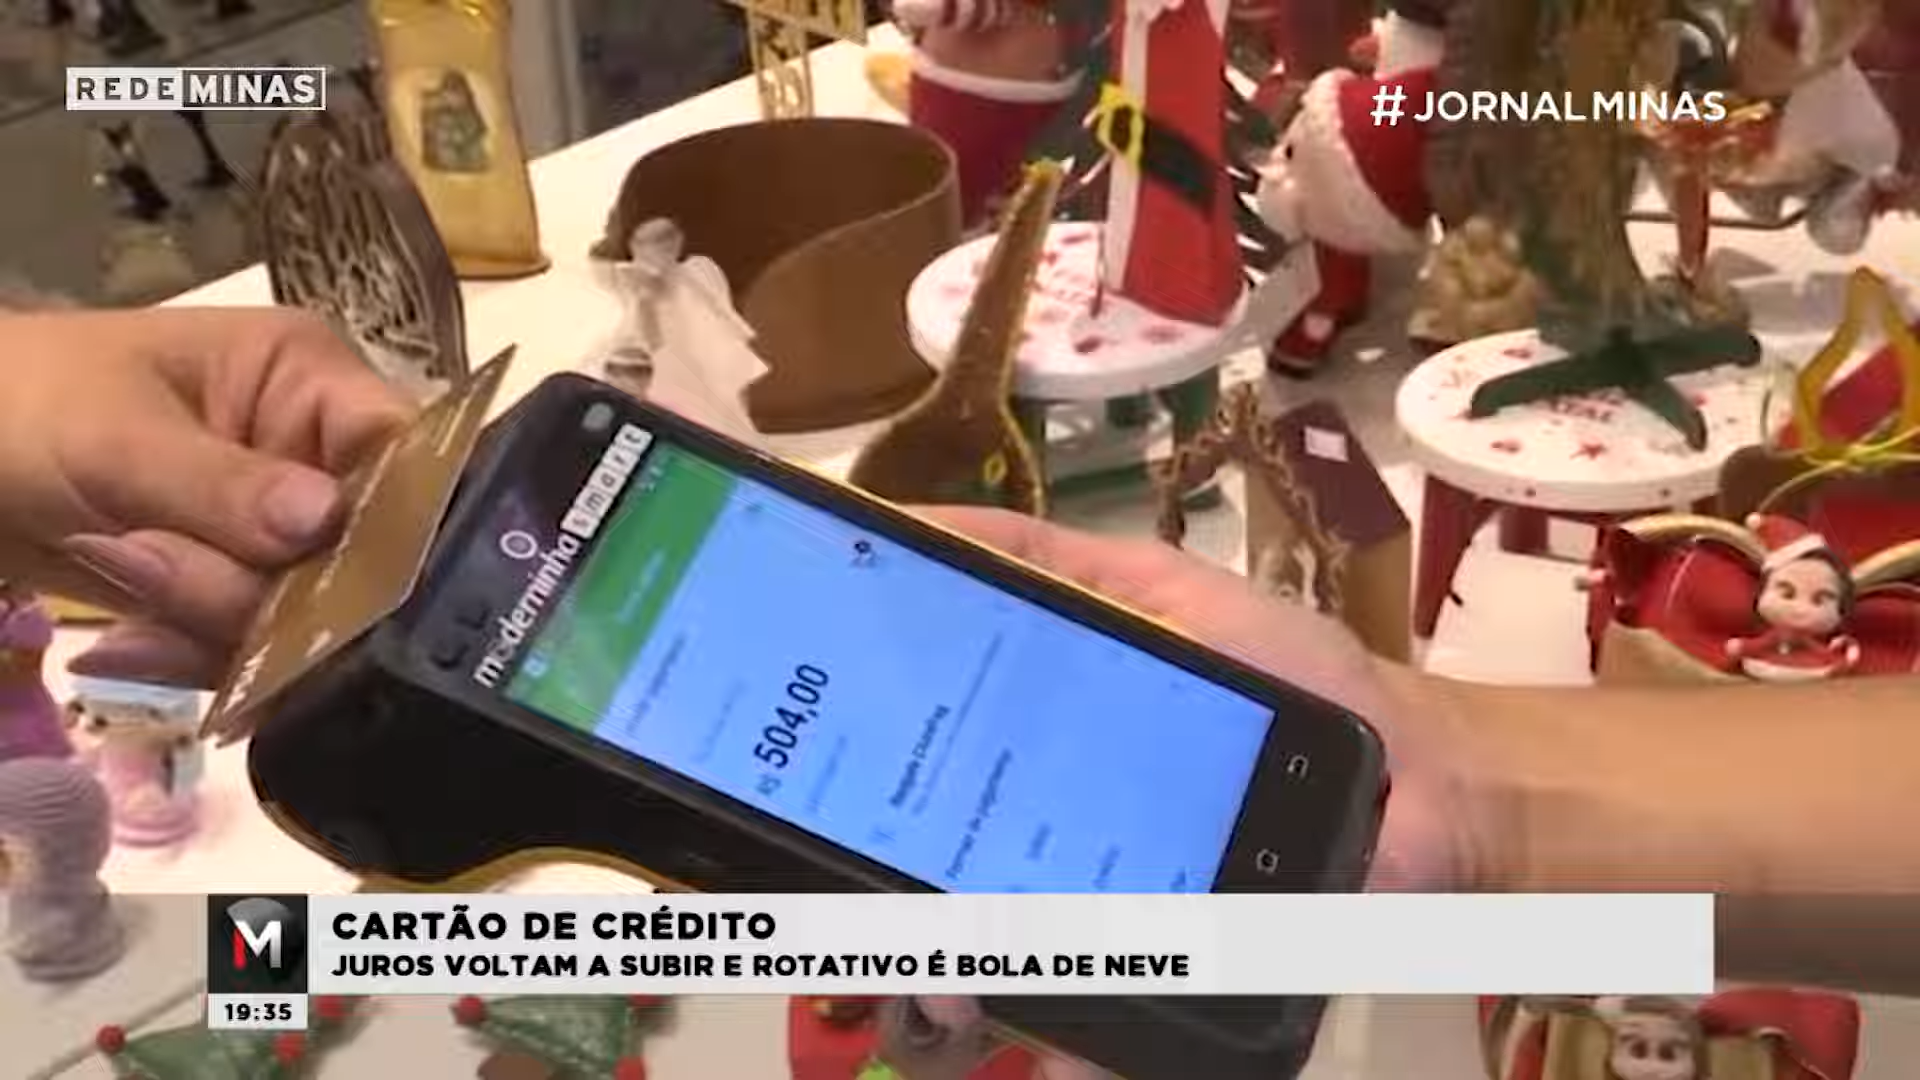 REDE MINAS
#JORNALMINAS
moderninha smart
R$ 504,00
CARTÃO DE CRÉDITO
JUROS VOLTAM A SUBIR E ROTATIVO É BOLA DE NEVE
M
19:35